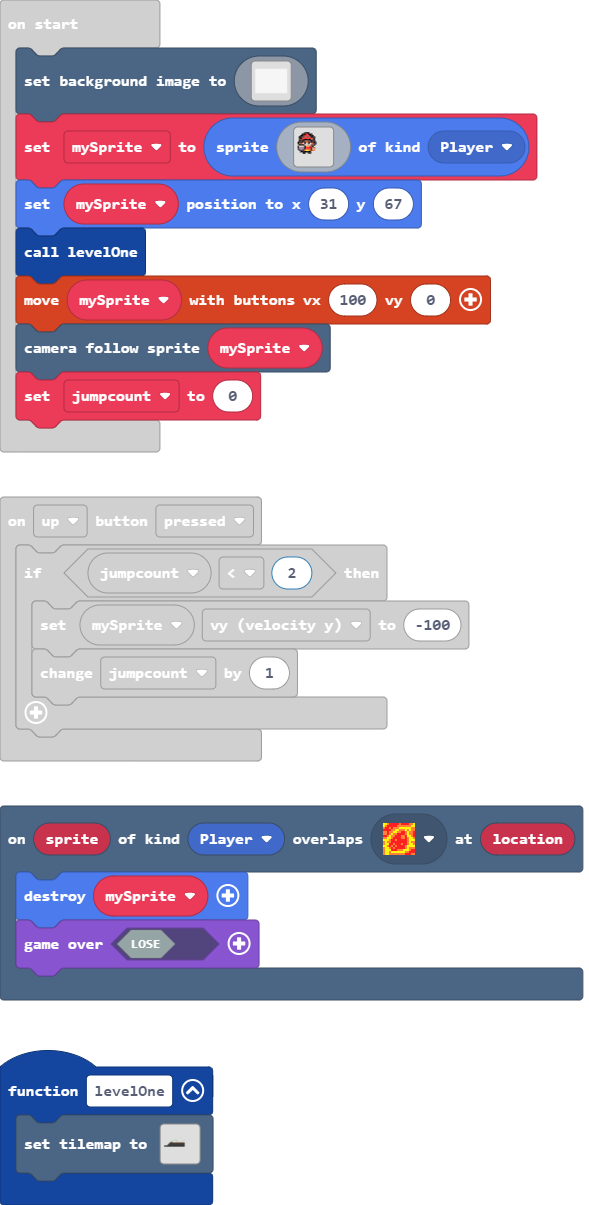 on start
set background image to
set mySprite to sprite of kind Player
set mySprite position to x 31 y 67
call levelOne
move mySprite with buttons vx 100 vy 0
camera follow sprite mySprite
set jumpcount to 0
on up button pressed
if jumpcount < 2 then
set mySprite vy (velocity y) to -100
change jumpcount by 1
on sprite of kind Player overlaps at location
destroy mySprite
game over LOSE
function levelOne
set tilemap to